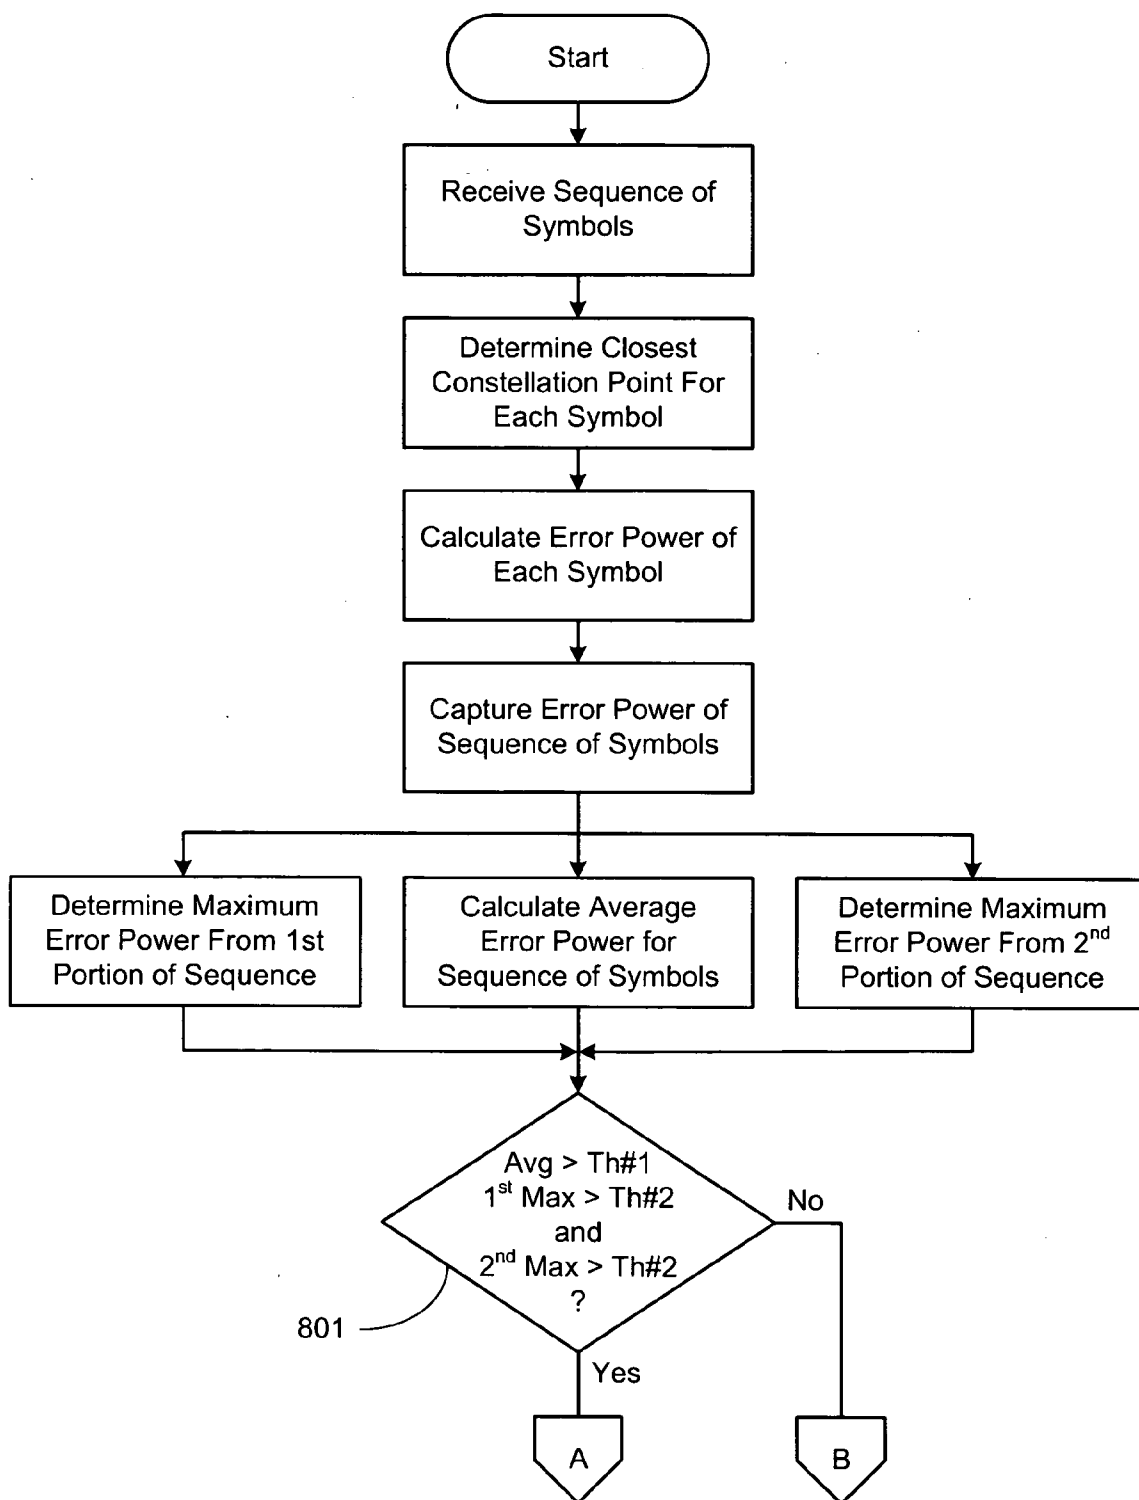 Start
Receive Sequence of
Symbols
Determine Closest
Constellation Point For
Each Symbol
Calculate Error Power of
Each Symbol
Capture Error Power of
Sequence of Symbols
Determine Maximum
Error Power From 1st
Portion of Sequence
Calculate Average
Error Power for
Sequence of Symbols
Determine Maximum
Error Power From 2nd
Portion of Sequence
Avg > Th#1
1st Max > Th#2
and
2nd Max > Th#2
?
No
801
Yes
A
B